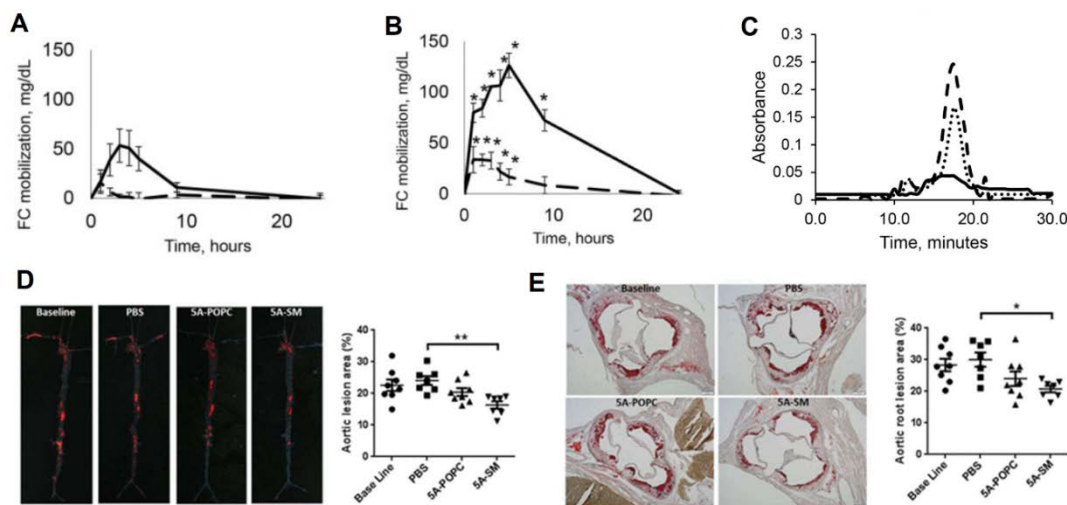 A
FC mobilization, mg/dL
150
100
50
0
0
10
20
Time, hours
B
FC mobilization, mg/dL
150
100
50
0
* * * * *
* * * * *
0
10
20
Time, hours
C
Absorbance
0.3
0.25
0.2
0.15
0.1
0.05
0
0.0 10.0 20.0 30.0
Time, minutes
D
Baseline PBS 5A-POPC 5A-SM
Aortic lesion area (%)
40
30
20
10
0
**
Base Line PBS 5A-POPC 5A-SM
E
Baseline PBS
5A-POPC 5A-SM
Aortic root lesion area (%)
40
30
20
10
0
*
Base Line PBS 5A-POPC 5A-SM